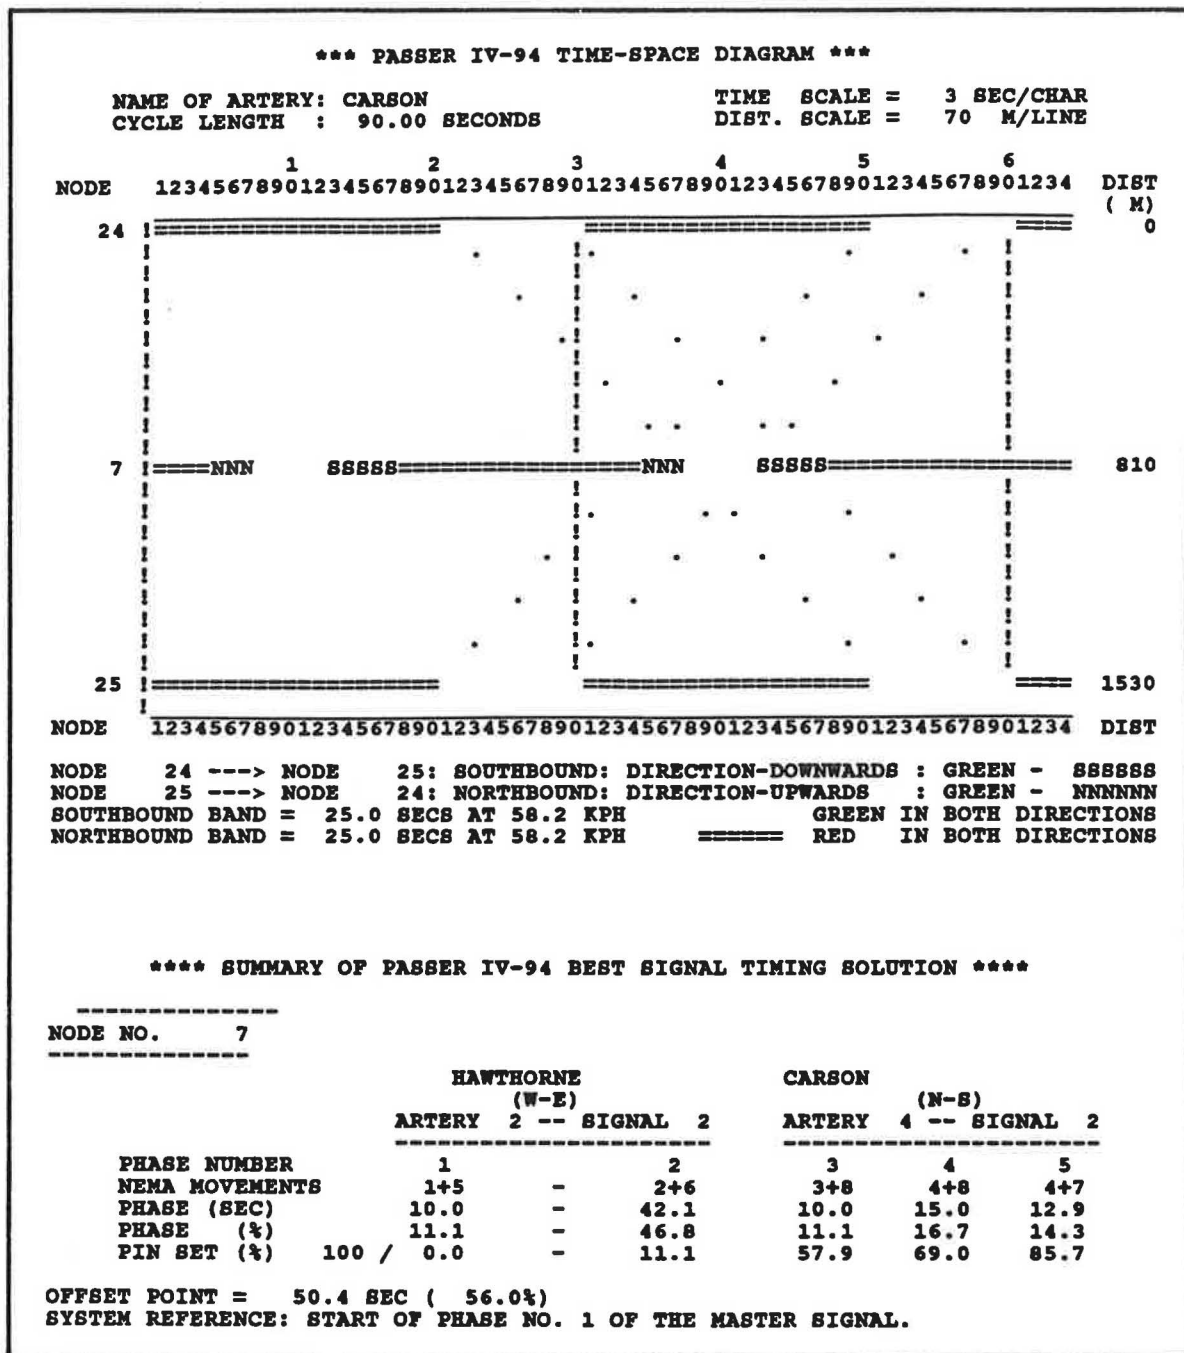 *** PASSER IV-94 TIME-SPACE DIAGRAM ***
NAME OF ARTERY: CARSON TIME SCALE = 3 SEC/CHAR
CYCLE LENGTH : 90.00 SECONDS DIST. SCALE = 70 M/LINE
1 2 3 4 5 6
NODE 1234567890123456789012345678901234567890123456789012345678901234 DIST
( M)
24 !==================== ==================== ==== 0
7 !====NNN SSSSS=================NNN SSSSS================= 810
25 !==================== ==================== ==== 1530
NODE 1234567890123456789012345678901234567890123456789012345678901234 DIST
NODE 24 ---> NODE 25: SOUTHBOUND: DIRECTION-DOWNWARDS : GREEN - SSSSSS
NODE 25 ---> NODE 24: NORTHBOUND: DIRECTION-UPWARDS : GREEN - NNNNNN
SOUTHBOUND BAND = 25.0 SECS AT 58.2 KPH GREEN IN BOTH DIRECTIONS
NORTHBOUND BAND = 25.0 SECS AT 58.2 KPH ====== RED IN BOTH DIRECTIONS
**** SUMMARY OF PASSER IV-94 BEST SIGNAL TIMING SOLUTION ****
NODE NO. 7
HAWTHORNE CARSON
(W-E) (N-S)
ARTERY 2 -- SIGNAL 2 ARTERY 4 -- SIGNAL 2
PHASE NUMBER 1 2 3 4 5
NEMA MOVEMENTS 1+5 - 2+6 3+8 4+8 4+7
PHASE (SEC) 10.0 - 42.1 10.0 15.0 12.9
PHASE (%) 11.1 - 46.8 11.1 16.7 14.3
PIN SET (%) 100 / 0.0 - 11.1 57.9 69.0 85.7
OFFSET POINT = 50.4 SEC ( 56.0%)
SYSTEM REFERENCE: START OF PHASE NO. 1 OF THE MASTER SIGNAL.